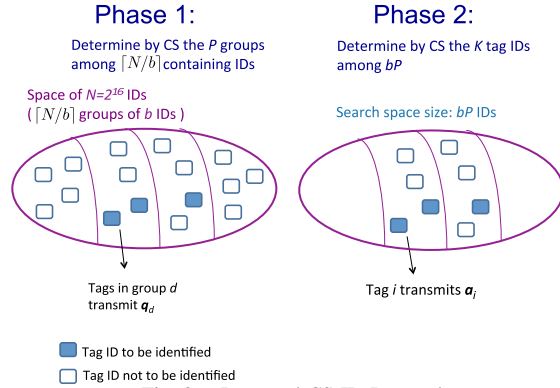 Phase 1:
Determine by CS the P groups
among ⌈N/b⌉ containing IDs
Space of N=2¹⁶ IDs
( ⌈N/b⌉ groups of b IDs )
Tags in group d
transmit q_d
Phase 2:
Determine by CS the K tag IDs
among bP
Search space size: bP IDs
Tag i transmits a_i
Tag ID to be identified
Tag ID not to be identified